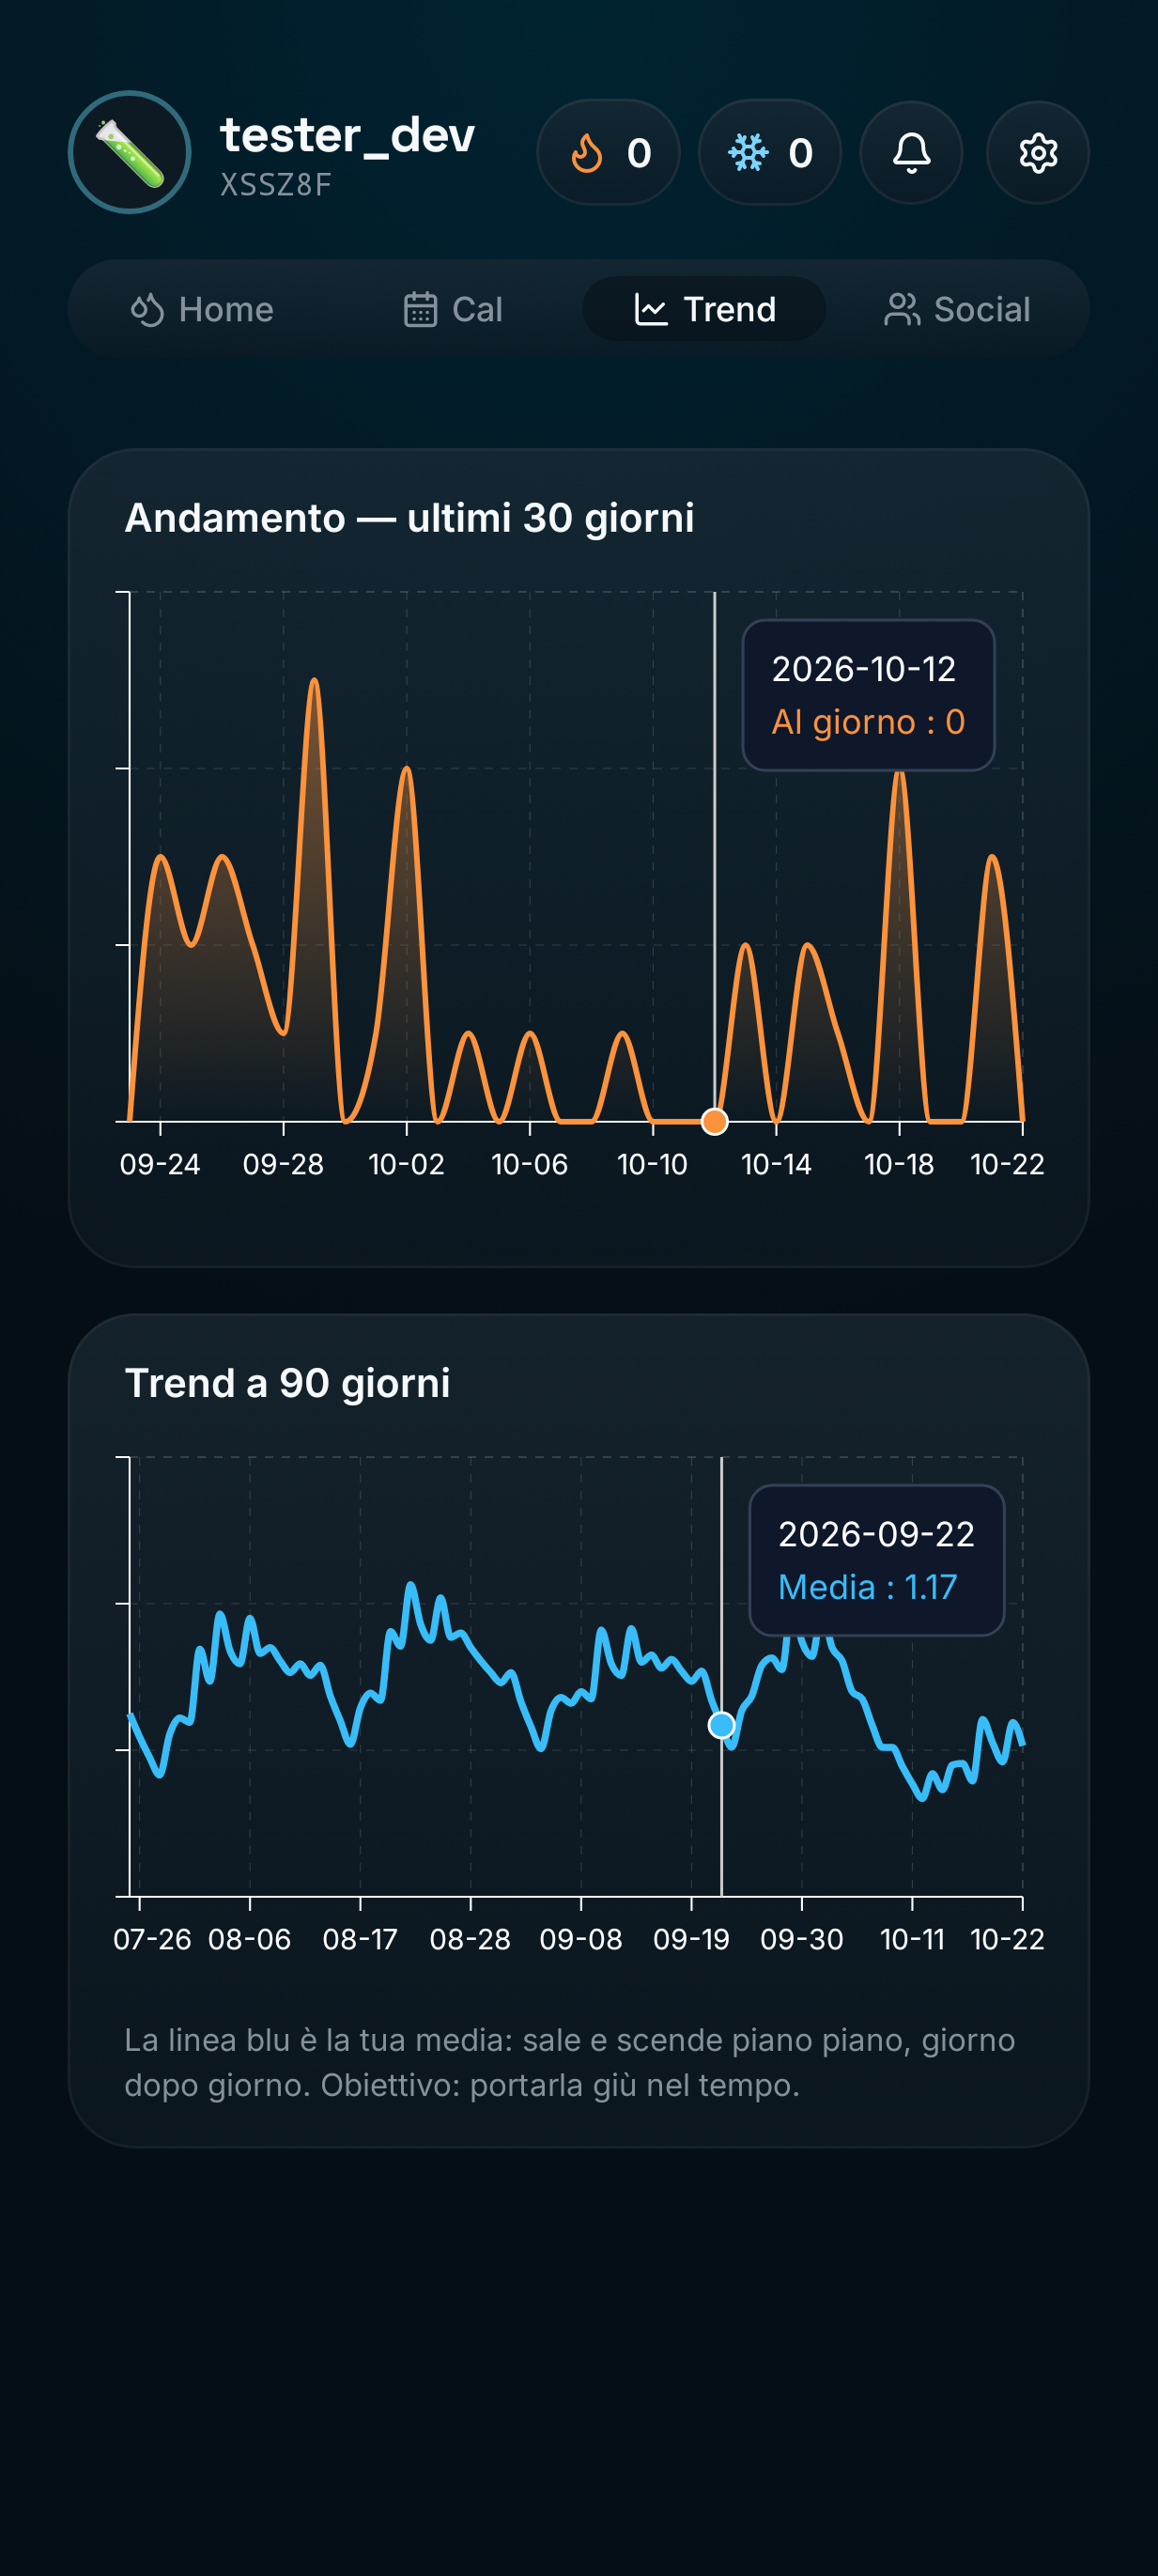 tester_dev
XSSZ8F
0
0
Home
Cal
Trend
Social
Andamento — ultimi 30 giorni
2026-10-12
Al giorno : 0
09-24 09-28 10-02 10-06 10-10 10-14 10-18 10-22
Trend a 90 giorni
2026-09-22
Media : 1.17
07-26 08-06 08-17 08-28 09-08 09-19 09-30 10-11 10-22
La linea blu è la tua media: sale e scende piano piano, giorno
dopo giorno. Obiettivo: portarla giù nel tempo.